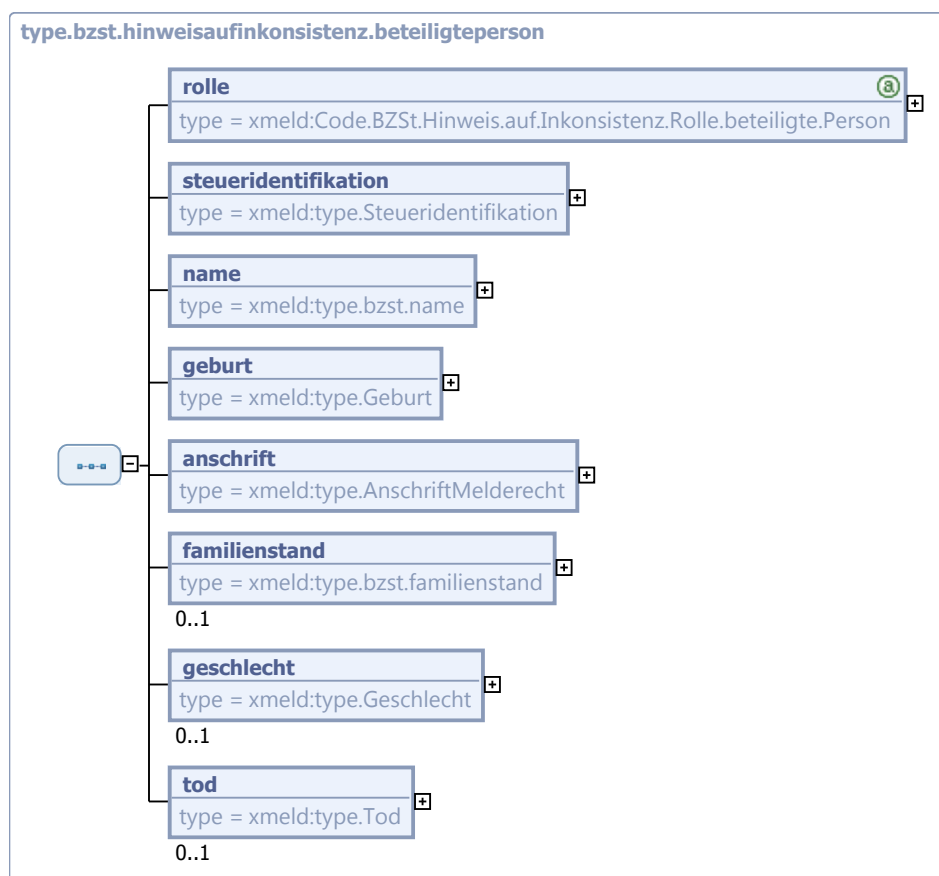 type.bzst.hinweisaufinkonsistenz.beteiligteperson
rolle
a
type = xmeld:Code.BZSt.Hinweis.auf.Inkonsistenz.Rolle.beteiligte.Person
steueridentifikation
type = xmeld:type.Steueridentifikation
name
type = xmeld:type.bzst.name
geburt
type = xmeld:type.Geburt
anschrift
type = xmeld:type.AnschriftMelderecht
familienstand
type = xmeld:type.bzst.familienstand
0..1
geschlecht
type = xmeld:type.Geschlecht
0..1
tod
type = xmeld:type.Tod
0..1